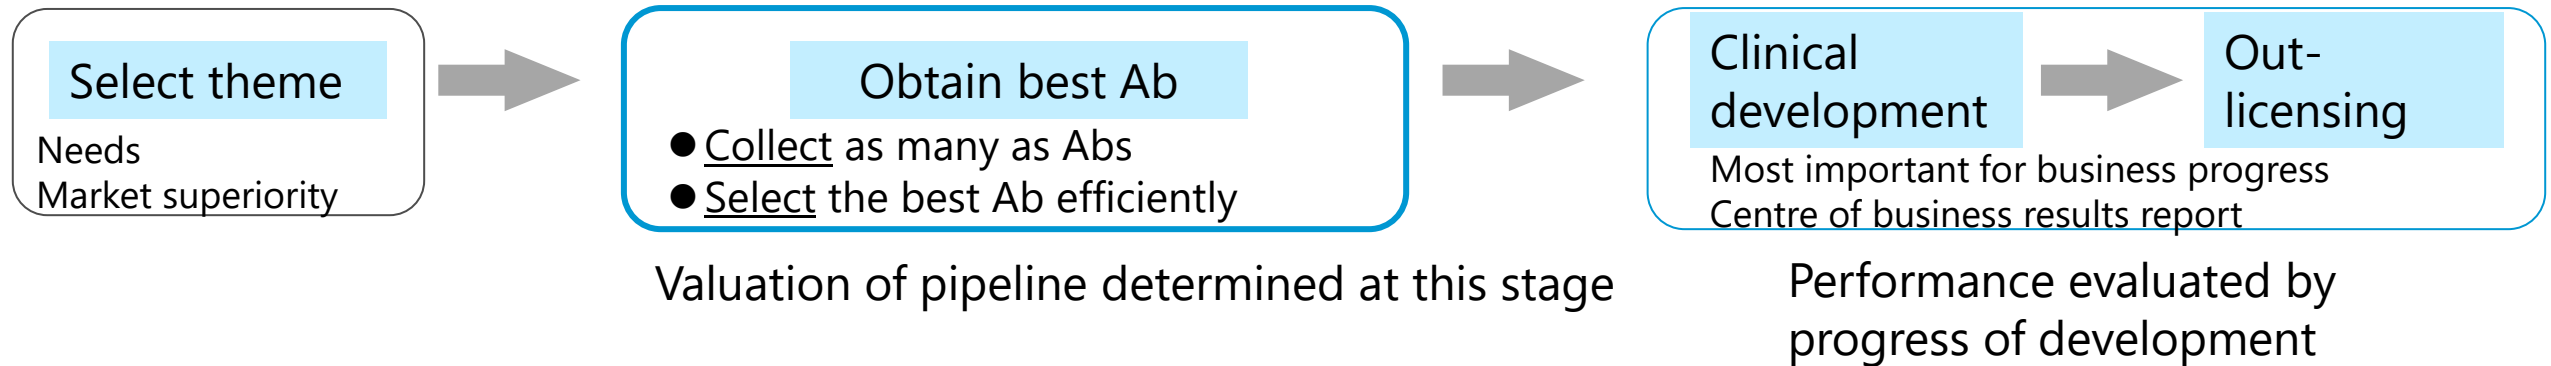 Select theme
Needs
Market superiority
Obtain best Ab
● Collect as many as Abs
● Select the best Ab efficiently
Valuation of pipeline determined at this stage
Clinical
development
Out-
licensing
Most important for business progress
Centre of business results report
Performance evaluated by
progress of development